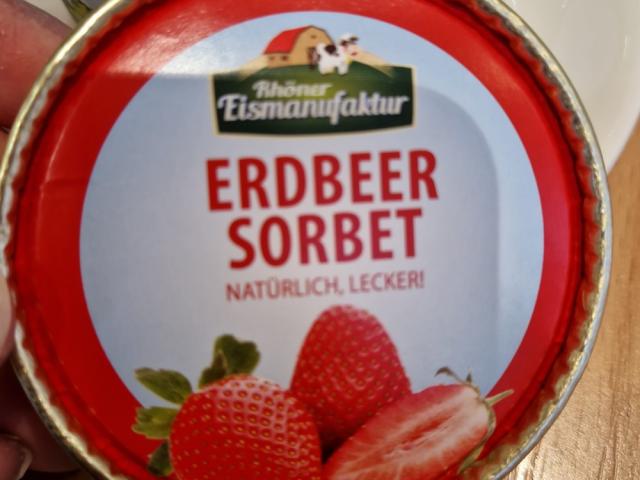 Rhöner
Eismanufaktur
ERDBEER
SORBET
NATÜRLICH, LECKER!